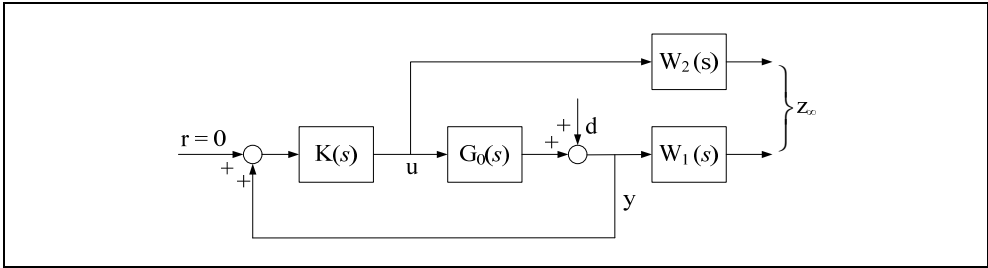 W₂(s)
z∞
r = 0
+
+
K(s)
u
G₀(s)
+
+
d
W₁(s)
y